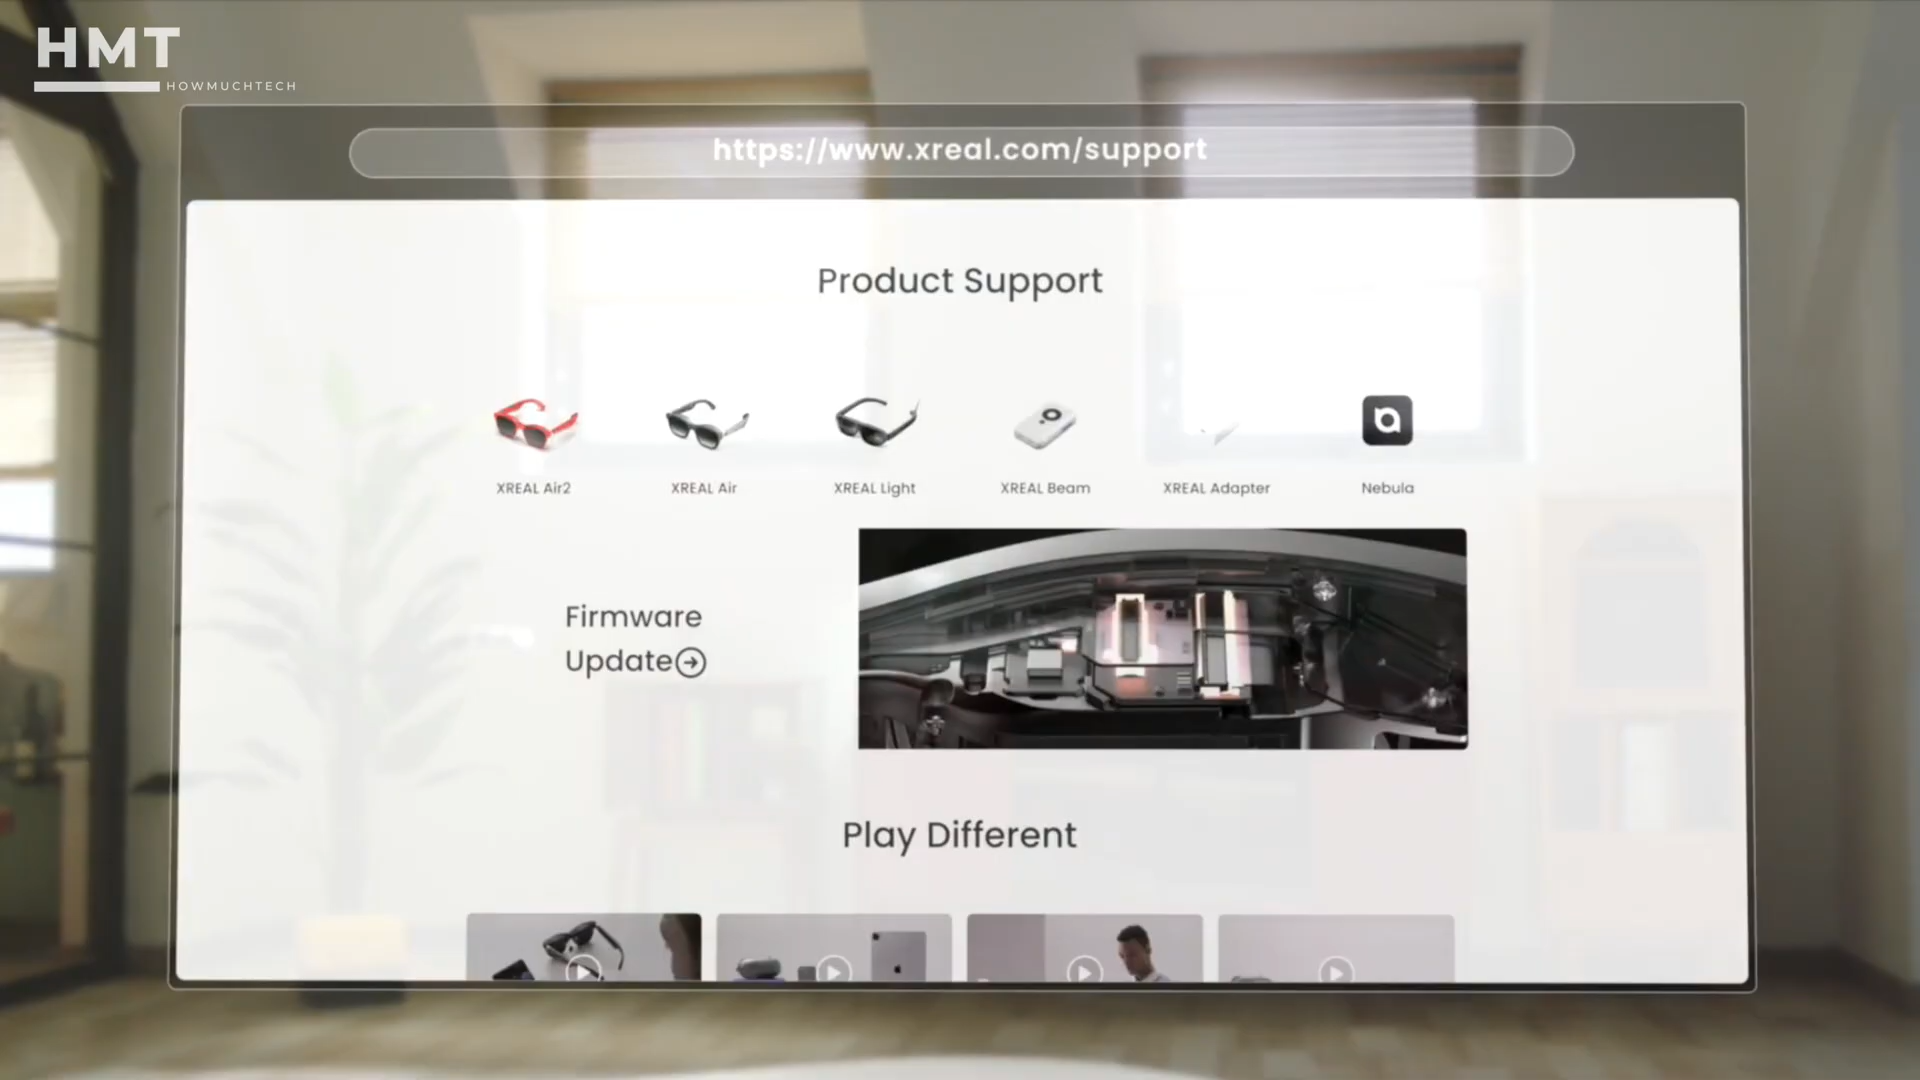 HMT
HOWMUCHTECH
https://www.xreal.com/support
Product Support
XREAL Air2
XREAL Air
XREAL Light
XREAL Beam
XREAL Adapter
Nebula
Firmware
Update
Play Different